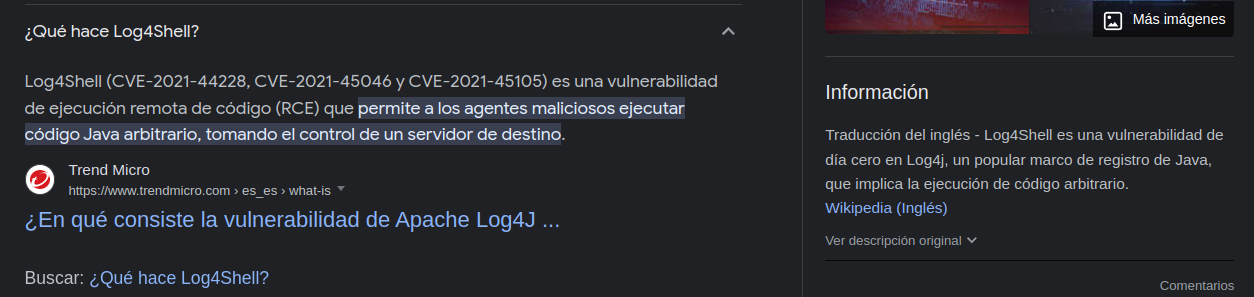 ¿Qué hace Log4Shell?
Log4Shell (CVE-2021-44228, CVE-2021-45046 y CVE-2021-45105) es una vulnerabilidad
de ejecución remota de código (RCE) que permite a los agentes maliciosos ejecutar
código Java arbitrario, tomando el control de un servidor de destino.
Trend Micro
https://www.trendmicro.com › es_es › what-is
¿En qué consiste la vulnerabilidad de Apache Log4J ...
Buscar: ¿Qué hace Log4Shell?
Más imágenes
Información
Traducción del inglés - Log4Shell es una vulnerabilidad de
día cero en Log4j, un popular marco de registro de Java,
que implica la ejecución de código arbitrario.
Wikipedia (Inglés)
Ver descripción original
Comentarios